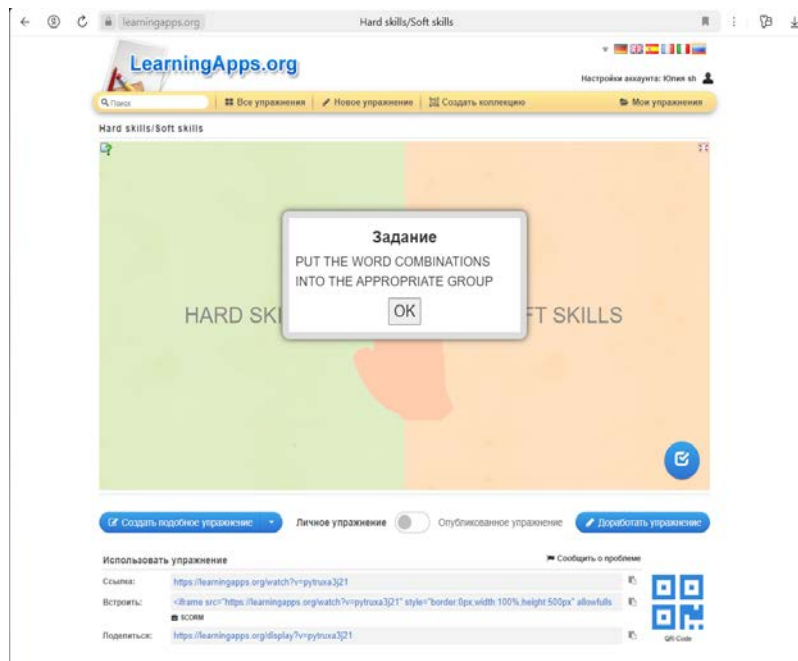 learningapps.org
Hard skills/Soft skills
LearningApps.org
Настройки аккаунта: Юлия sh
Поиск
Все упражнения
Новое упражнение
Создать коллекцию
Мои упражнения
Hard skills/Soft skills
Задание
PUT THE WORD COMBINATIONS
INTO THE APPROPRIATE GROUP
OK
HARD SKI
FT SKILLS
Создать подобное упражнение
Личное упражнение
Опубликованное упражнение
Доработать упражнение
Использовать упражнение
Сообщить о проблеме
Ссылка:
https://learningapps.org/watch?v=pytruxa3j21
Встроить:
<iframe src="https://learningapps.org/watch?v=pytruxa3j21" style="border:0px;width:100%;height:500px" allowfulls
SCORM
Поделиться:
https://learningapps.org/display?v=pytruxa3j21
QR-Code